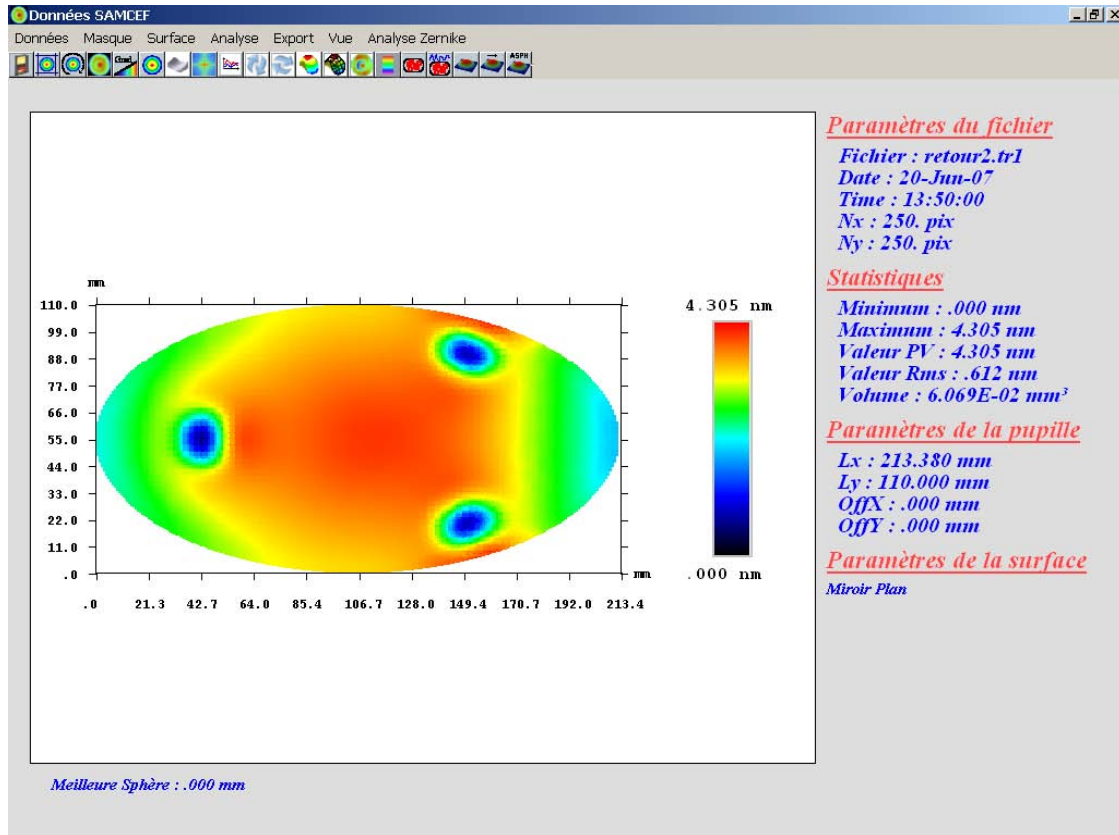 Données SAMCEF
Données Masque Surface Analyse Export Vue Analyse Zernike
ASPH
mm
110.0
99.0
88.0
77.0
66.0
55.0
44.0
33.0
22.0
11.0
.0
mm
.0 21.3 42.7 64.0 85.4 106.7 128.0 149.4 170.7 192.0 213.4
4.305 nm
.000 nm
Paramètres du fichier
Fichier : retour2.tr1
Date : 20-Jun-07
Time : 13:50:00
Nx : 250. pix
Ny : 250. pix
Statistiques
Minimum : .000 nm
Maximum : 4.305 nm
Valeur PV : 4.305 nm
Valeur Rms : .612 nm
Volume : 6.069E-02 mm³
Paramètres de la pupille
Lx : 213.380 mm
Ly : 110.000 mm
OffX : .000 mm
OffY : .000 mm
Paramètres de la surface
Miroir Plan
Meilleure Sphère : .000 mm